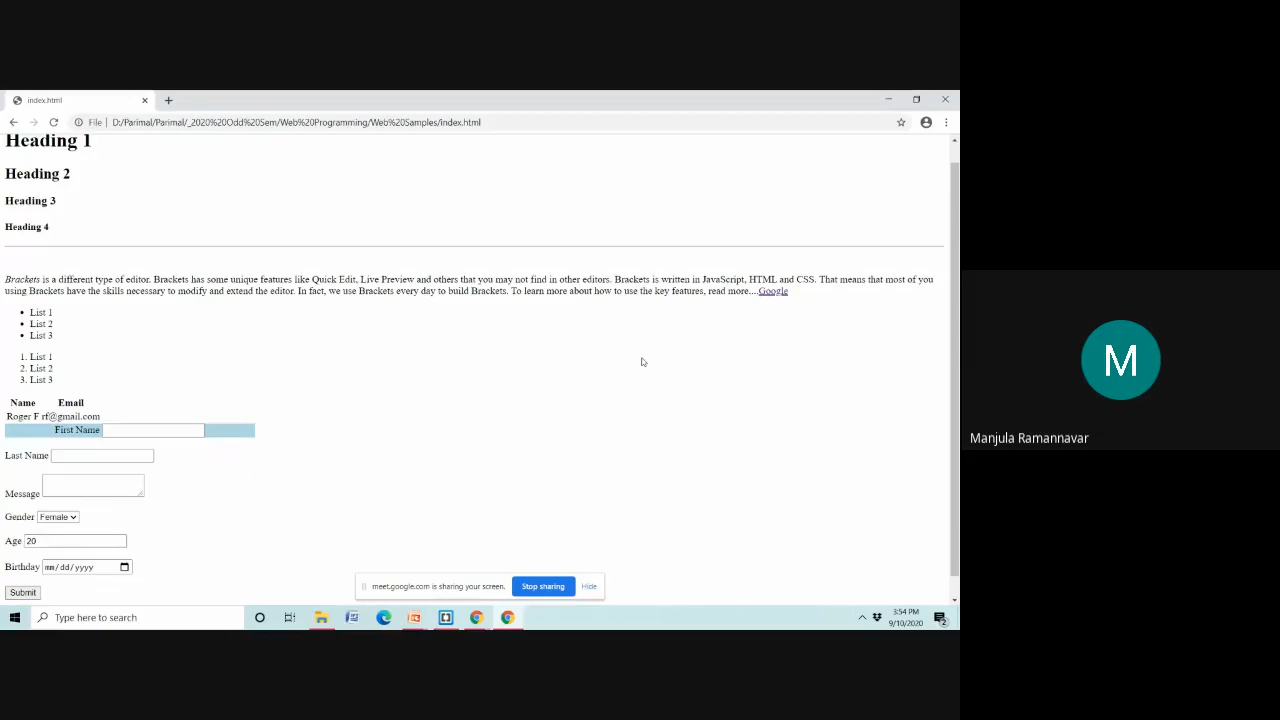 index.html
File | D:/Parimal/Parimal/_2020%20Odd%20Sem/Web%20Programming/Web%20Samples/index.html
Heading 1
Heading 2
Heading 3
Heading 4
Brackets is a different type of editor. Brackets has some unique features like Quick Edit, Live Preview and others that you may not find in other editors. Brackets is written in JavaScript, HTML and CSS. That means that most of you
using Brackets have the skills necessary to modify and extend the editor. In fact, we use Brackets every day to build Brackets. To learn more about how to use the key features, read more....Google
• List 1
• List 2
• List 3
1. List 1
2. List 2
3. List 3
Name Email
Roger F rf@gmail.com
First Name
Last Name
Message
Gender Female
Age 20
Birthday mm/dd/yyyy
Submit
meet.google.com is sharing your screen. Stop sharing Hide
Type here to search
3:54 PM
9/10/2020
2
M
Manjula Ramannavar